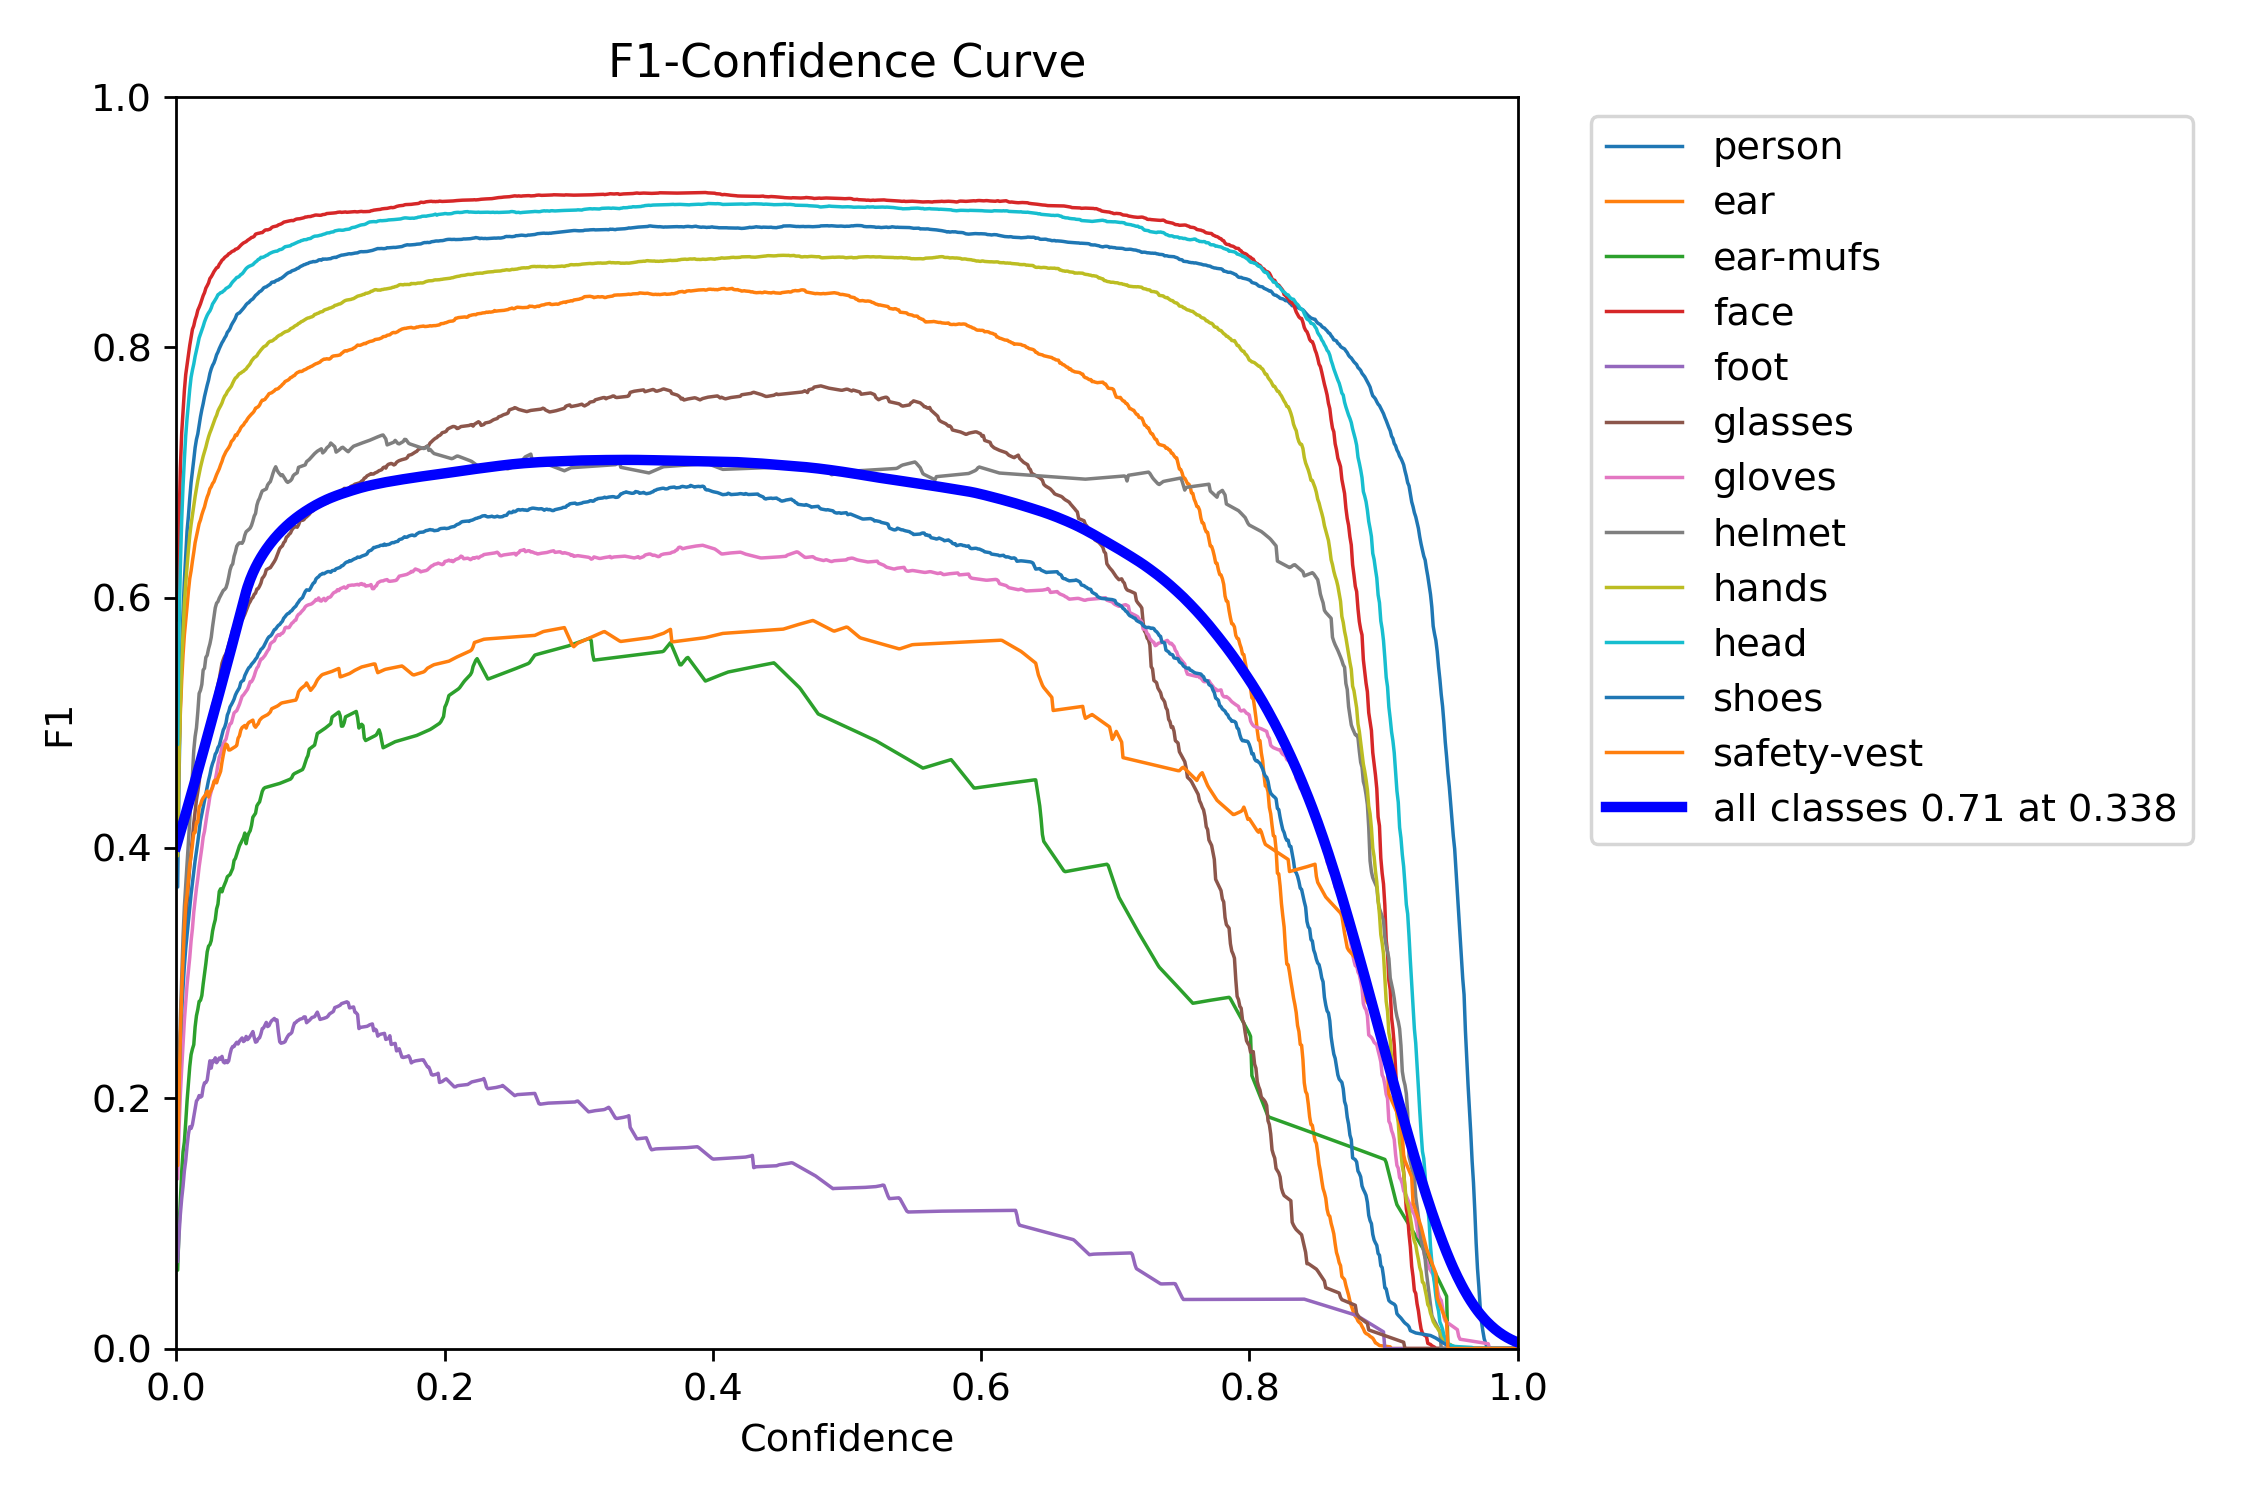 F1-Confidence Curve
1.0
0.8
0.6
0.4
0.2
0.0
F1
0.0 0.2 0.4 0.6 0.8 1.0
Confidence
person
ear
ear-mufs
face
foot
glasses
gloves
helmet
hands
head
shoes
safety-vest
all classes 0.71 at 0.338